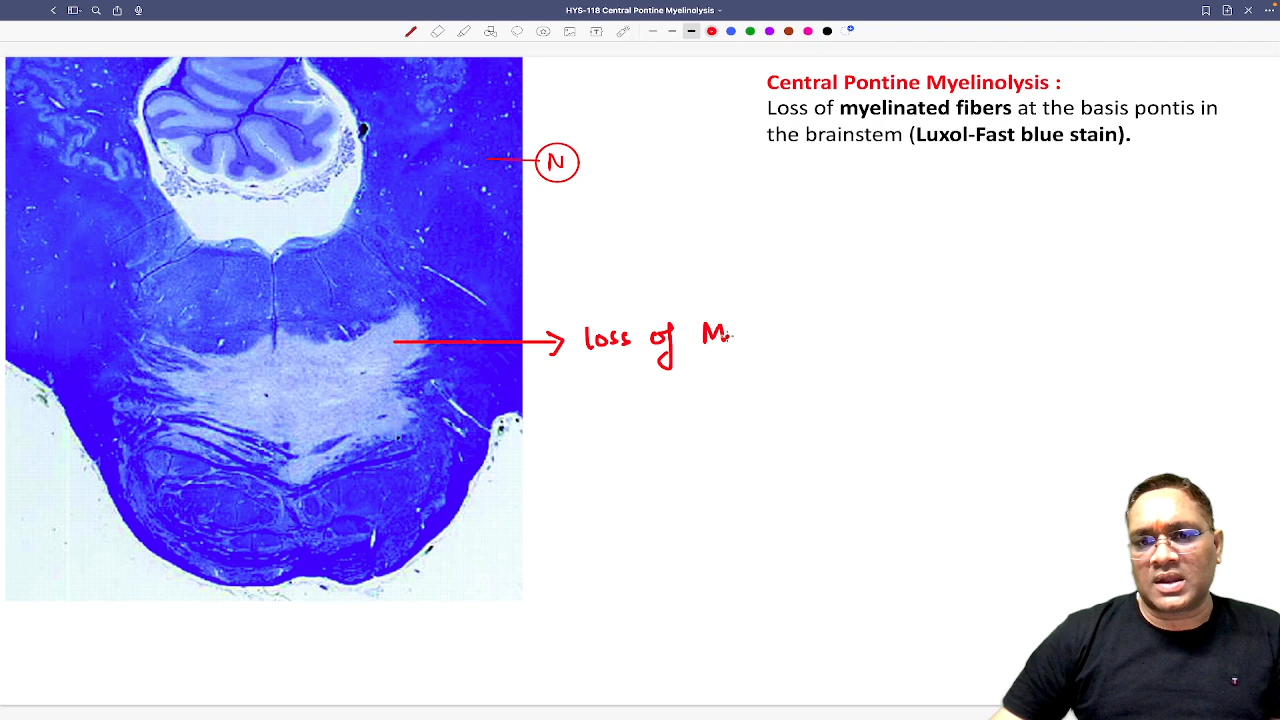 HYS-118 Central Pontine Myelinolysis
Central Pontine Myelinolysis :
Loss of myelinated fibers at the basis pontis in
the brainstem (Luxol-Fast blue stain).
N
loss of M
T